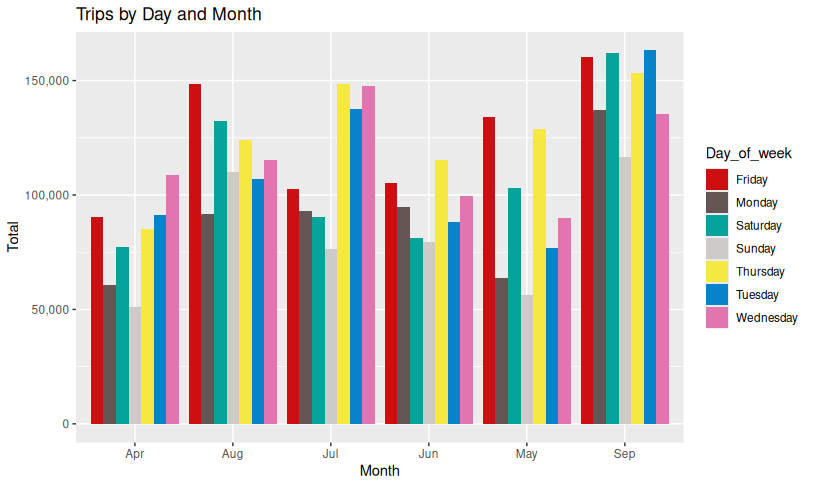 Trips by Day and Month
Total
150,000
100,000
50,000
0
Apr Aug Jul Jun May Sep
Month
Day_of_week
Friday
Monday
Saturday
Sunday
Thursday
Tuesday
Wednesday